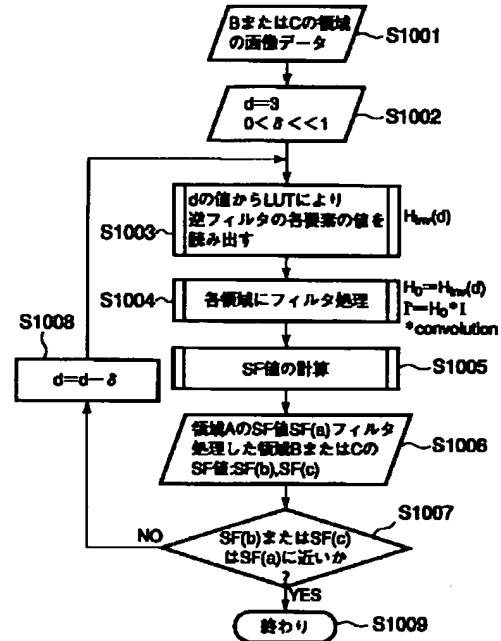 BまたはCの領域
の画像データ
S1001
d=3
0<δ<<1
S1002
dの値からLUTにより
逆フィルタの各要素の値を
読み出す
S1003
Hinv(d)
各領域にフィルタ処理
S1004
H0=Hinv(d)
I'=H0*I
*convolution
SF値の計算
S1005
S1008
d=d-δ
領域AのSF値SF(a)フィルタ
処理した領域BまたはCの
SF値:SF(b),SF(c)
S1006
SF(b)またはSF(c)
はSF(a)に近いか
?
S1007
NO
YES
終わり
S1009